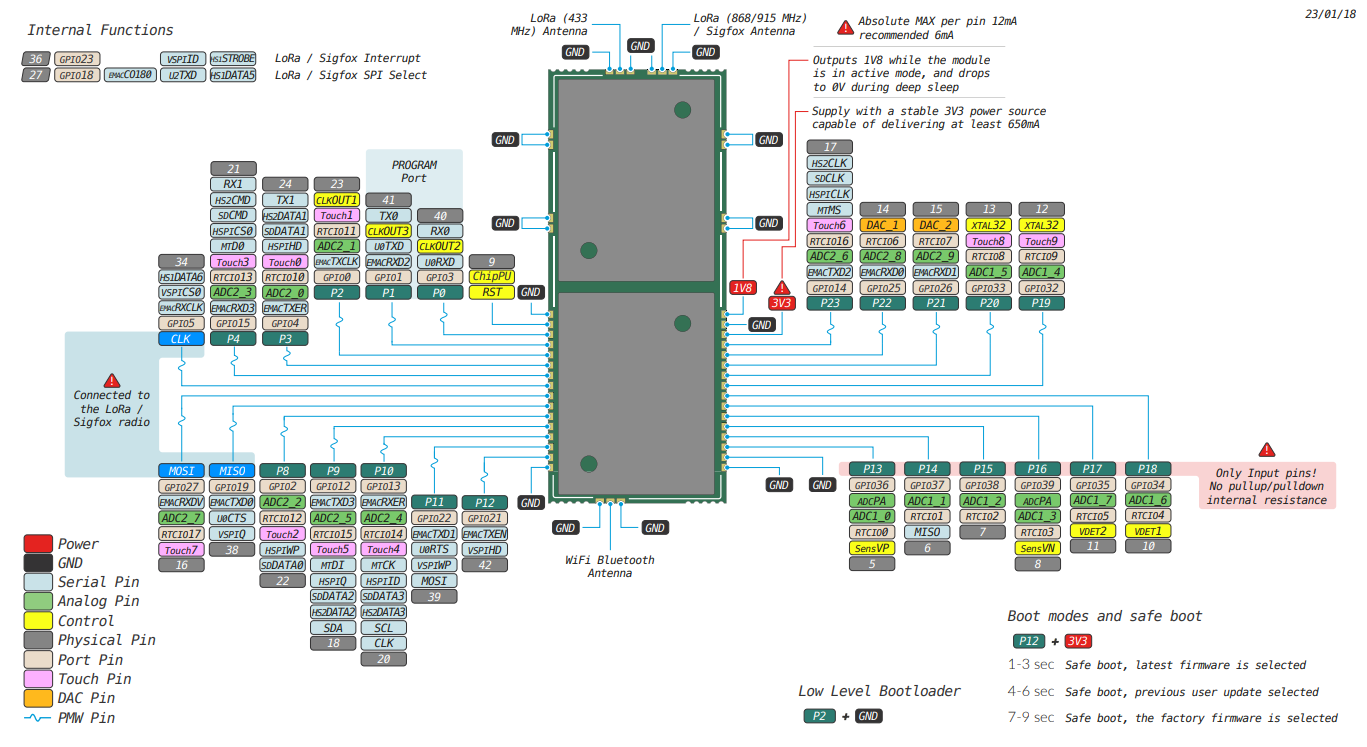 23/01/18
Internal Functions
36 GPIO23 VSPIID HS1STROBE LoRa / Sigfox Interrupt
27 GPIO18 EMACCO180 U2TXD HS1DATA5 LoRa / Sigfox SPI Select
LoRa (433
MHz) Antenna
LoRa (868/915 MHz)
/ Sigfox Antenna
GND
GND
GND
Absolute MAX per pin 12mA
recommended 6mA
Outputs 1V8 while the module
is in active mode, and drops
to 0V during deep sleep
Supply with a stable 3V3 power source
capable of delivering at least 650mA
GND
GND
GND
GND
PROGRAM
Port
34
HS1DATA6
VSPICS0
EMACRXCLK
GPIO5
CLK
21
RX1
HS2CMD
SDCMD
HSPICS0
MTDO
Touch3
RTCIO13
ADC2_3
EMACRXD3
GPIO15
P4
24
TX1
HS2DATA1
SDDATA1
HSPIHD
Touch0
RTCIO10
ADC2_0
EMACTXER
GPIO4
P3
23
CLKOUT1
Touch1
RTCIO11
ADC2_1
EMACTXCLK
GPIO0
P2
41
TX0
CLKOUT3
U0TXD
EMACRXD2
GPIO1
P1
40
RX0
CLKOUT2
U0RXD
GPIO3
P0
9
ChipPU
RST
GND
1V8
3V3
GND
17
HS2CLK
SDCLK
HSPICLK
MTMS
Touch6
RTCIO16
ADC2_6
EMACTXD2
GPIO14
P23
14
DAC_1
RTCIO6
ADC2_8
EMACRXD0
GPIO25
P22
15
DAC_2
RTCIO7
ADC2_9
EMACRXD1
GPIO26
P21
13
XTAL32
Touch8
RTCIO8
ADC1_5
GPIO33
P20
12
XTAL32
Touch9
RTCIO9
ADC1_4
GPIO32
P19
Connected to
the LoRa /
Sigfox radio
MOSI
GPIO27
EMACRXDV
ADC2_7
RTCIO17
Touch7
16
MISO
GPIO19
EMACTXD0
U0CTS
VSPIQ
38
P8
GPIO2
ADC2_2
RTCIO12
Touch2
HSPIWP
SDDATA0
22
P9
GPIO12
EMACTXD3
ADC2_5
RTCIO15
Touch5
MTDI
HSPIQ
SDDATA2
HS2DATA2
SDA
18
P10
GPIO13
EMACRXER
ADC2_4
RTCIO14
Touch4
MTCK
HSPIID
SDDATA3
HS2DATA3
SCL
CLK
20
P11
GPIO22
EMACTXD1
U0RTS
VSPIWP
MOSI
39
P12
GPIO21
EMACTXEN
VSPIHD
42
GND
GND
GND
WiFi Bluetooth
Antenna
GND
GND
P13
GPIO36
ADCPA
ADC1_0
RTCIO0
SensVP
5
P14
GPIO37
ADC1_1
RTCIO1
MISO
6
P15
GPIO38
ADC1_2
RTCIO2
7
P16
GPIO39
ADCPA
ADC1_3
RTCIO3
SensVN
8
P17
GPIO35
ADC1_7
RTCIO5
VDET2
11
P18
GPIO34
ADC1_6
RTCIO4
VDET1
10
Only Input pins!
No pullup/pulldown
internal resistance
Power
GND
Serial Pin
Analog Pin
Control
Physical Pin
Port Pin
Touch Pin
DAC Pin
PMW Pin
Low Level Bootloader
P2 + GND
Boot modes and safe boot
P12 + 3V3
1-3 sec Safe boot, latest firmware is selected
4-6 sec Safe boot, previous user update selected
7-9 sec Safe boot, the factory firmware is selected